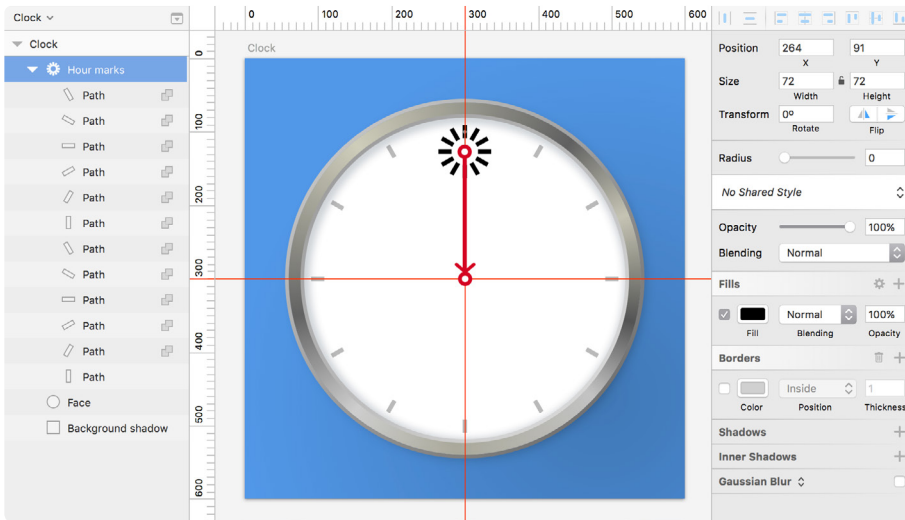 Clock
Clock
Hour marks
Path
Path
Path
Path
Path
Path
Path
Path
Path
Path
Path
Path
Face
Background shadow
0 100 200 300 400 500 600
0
100
200
300
400
500
600
Clock
Position 264 91
X Y
Size 72 72
Width Height
Transform 0º
Rotate Flip
Radius 0
No Shared Style
Opacity 100%
Blending Normal
Fills
Normal 100%
Fill Blending Opacity
Borders
Inside 1
Color Position Thickness
Shadows
Inner Shadows
Gaussian Blur